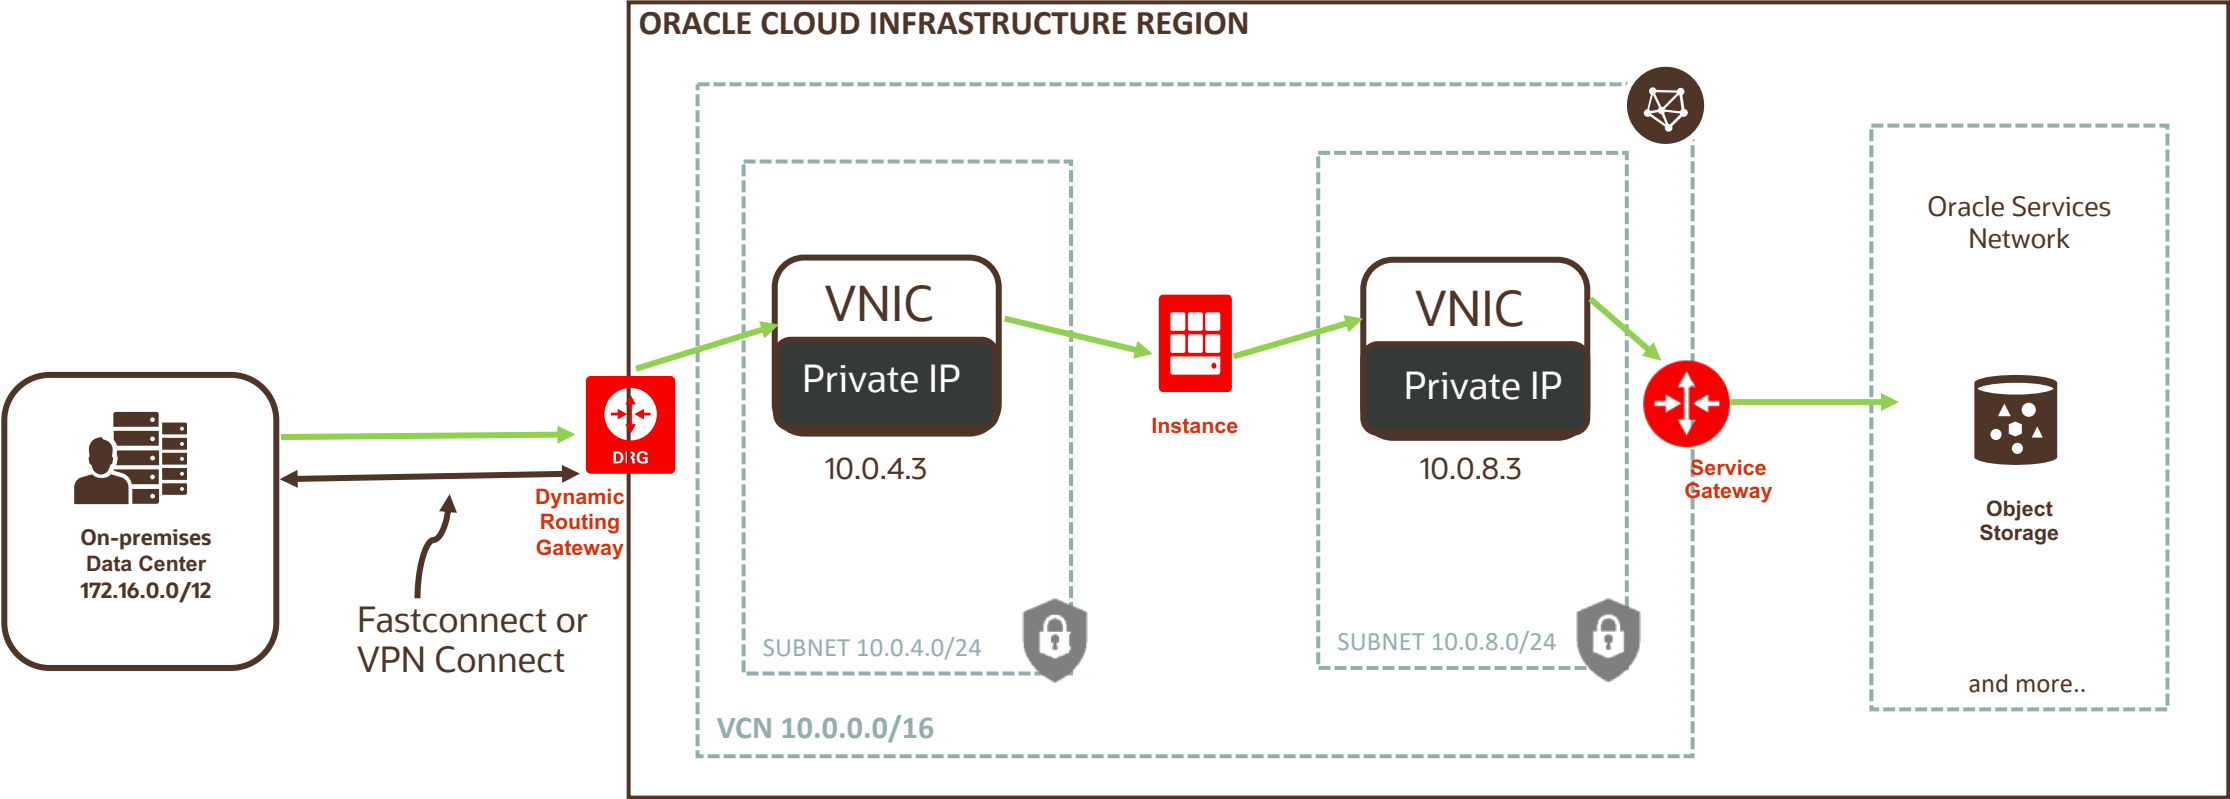 ORACLE CLOUD INFRASTRUCTURE REGION
On-premises
Data Center
172.16.0.0/12
Fastconnect or
VPN Connect
DRG
Dynamic
Routing
Gateway
VNIC
Private IP
10.0.4.3
SUBNET 10.0.4.0/24
Instance
VNIC
Private IP
10.0.8.3
SUBNET 10.0.8.0/24
VCN 10.0.0.0/16
Service
Gateway
Oracle Services
Network
Object
Storage
and more..